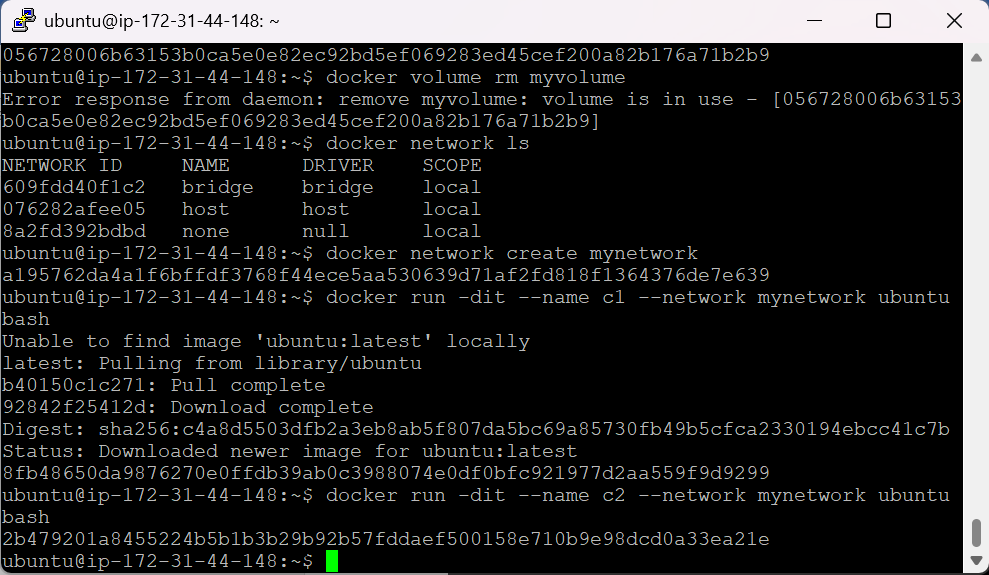 ubuntu@ip-172-31-44-148: ~
056728006b63153b0ca5e0e82ec92bd5ef069283ed45cef200a82b176a71b2b9
ubuntu@ip-172-31-44-148:~$ docker volume rm myvolume
Error response from daemon: remove myvolume: volume is in use - [056728006b63153
b0ca5e0e82ec92bd5ef069283ed45cef200a82b176a71b2b9]
ubuntu@ip-172-31-44-148:~$ docker network ls
NETWORK ID     NAME      DRIVER    SCOPE
609fdd40f1c2   bridge    bridge    local
076282afee05   host      host      local
8a2fd392bdbd   none      null      local
ubuntu@ip-172-31-44-148:~$ docker network create mynetwork
a195762da4a1f6bffdf3768f44ece5aa530639d71af2fd818f1364376de7e639
ubuntu@ip-172-31-44-148:~$ docker run -dit --name c1 --network mynetwork ubuntu
bash
Unable to find image 'ubuntu:latest' locally
latest: Pulling from library/ubuntu
b40150c1c271: Pull complete
92842f25412d: Download complete
Digest: sha256:c4a8d5503dfb2a3eb8ab5f807da5bc69a85730fb49b5cfca2330194ebcc41c7b
Status: Downloaded newer image for ubuntu:latest
8fb48650da9876270e0ffdb39ab0c3988074e0df0bfc921977d2aa559f9d9299
ubuntu@ip-172-31-44-148:~$ docker run -dit --name c2 --network mynetwork ubuntu
bash
2b479201a8455224b5b1b3b29b92b57fddaef500158e710b9e98dcd0a33ea21e
ubuntu@ip-172-31-44-148:~$